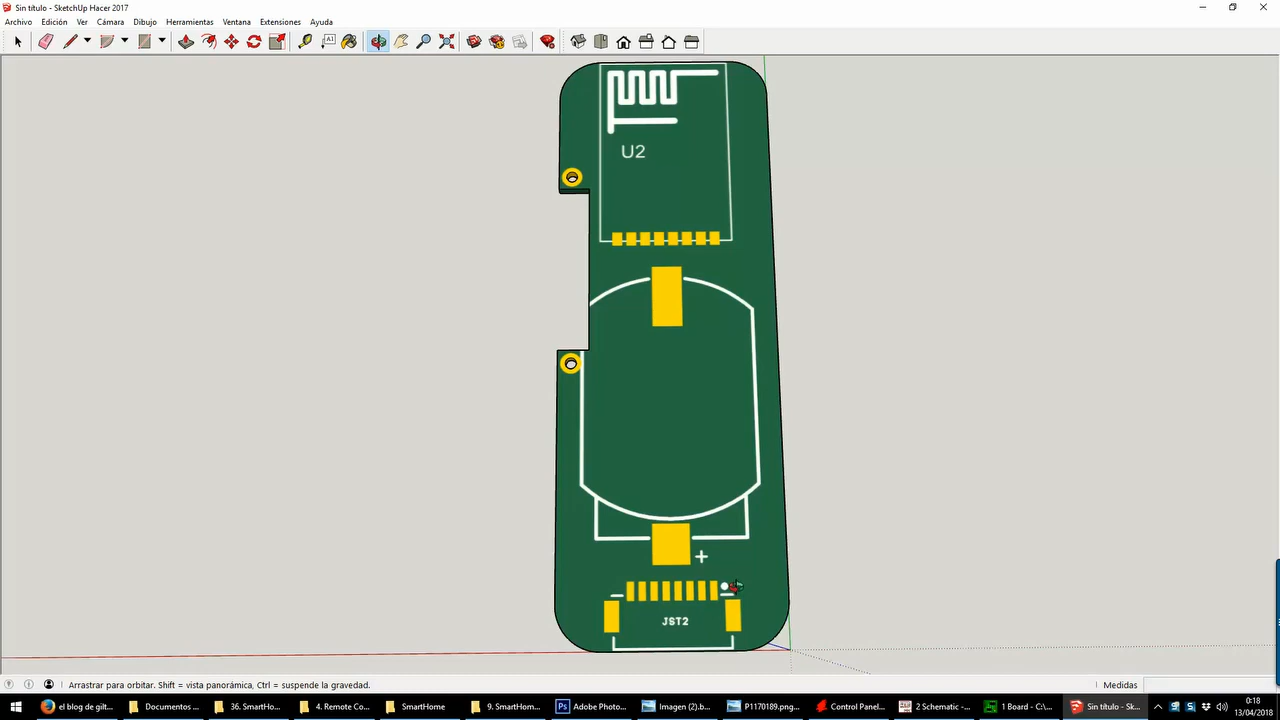 Sin título - SketchUp Hacer 2017
Archivo Edición Ver Cámara Dibujo Herramientas Ventana Extensiones Ayuda
A1
U2
+
JST2
Arrastrar para orbitar. Shift = vista panorámica, Ctrl = suspende la gravedad.
Medidas
el blog de gilt...
Documentos ...
36. SmartHo...
4. Remote Co...
SmartHome
9. SmartHom...
Ps
Adobe Photo...
Imagen (2).b...
P1170189.png...
Control Panel...
2 Schematic -...
1 Board - C:\...
Sin título - Sk...
0:18
13/04/2018